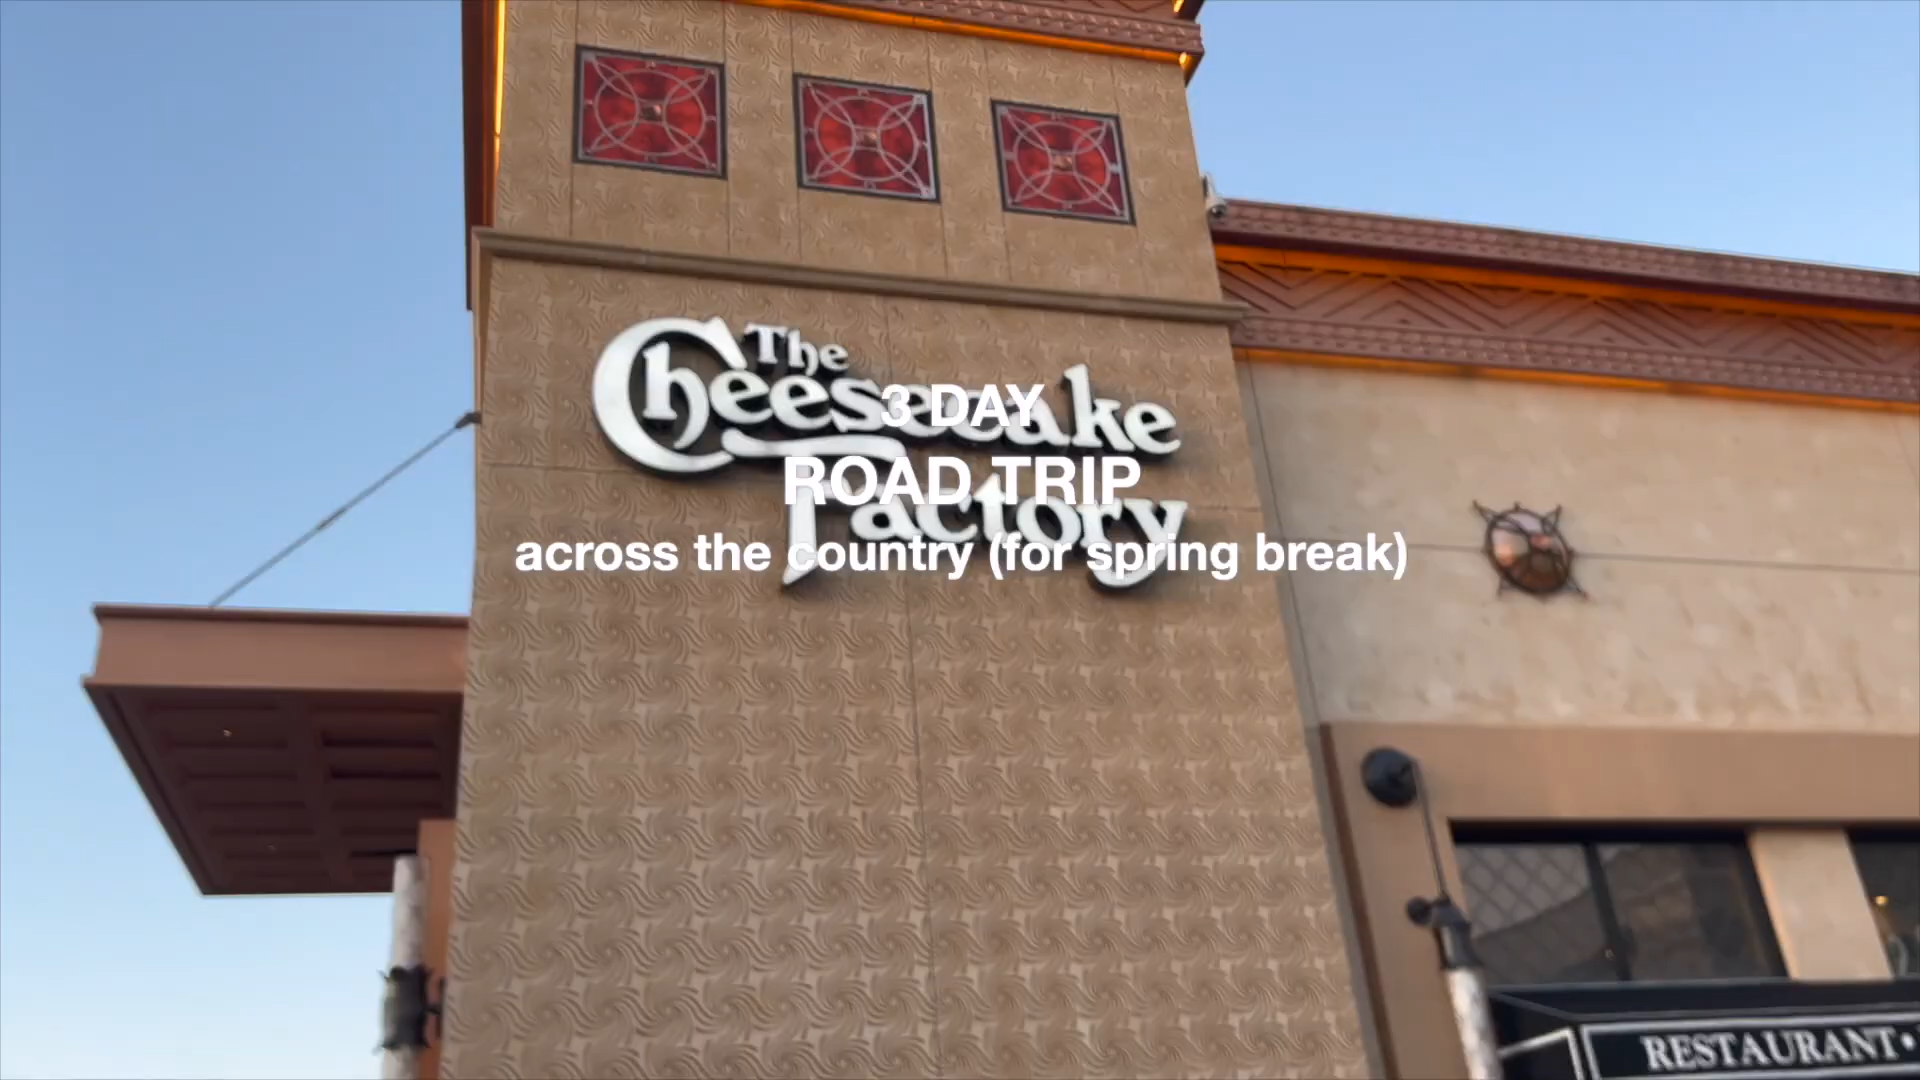 The
Cheesecake
Factory
3 DAY
ROAD TRIP
across the country (for spring break)
RESTAURANT •